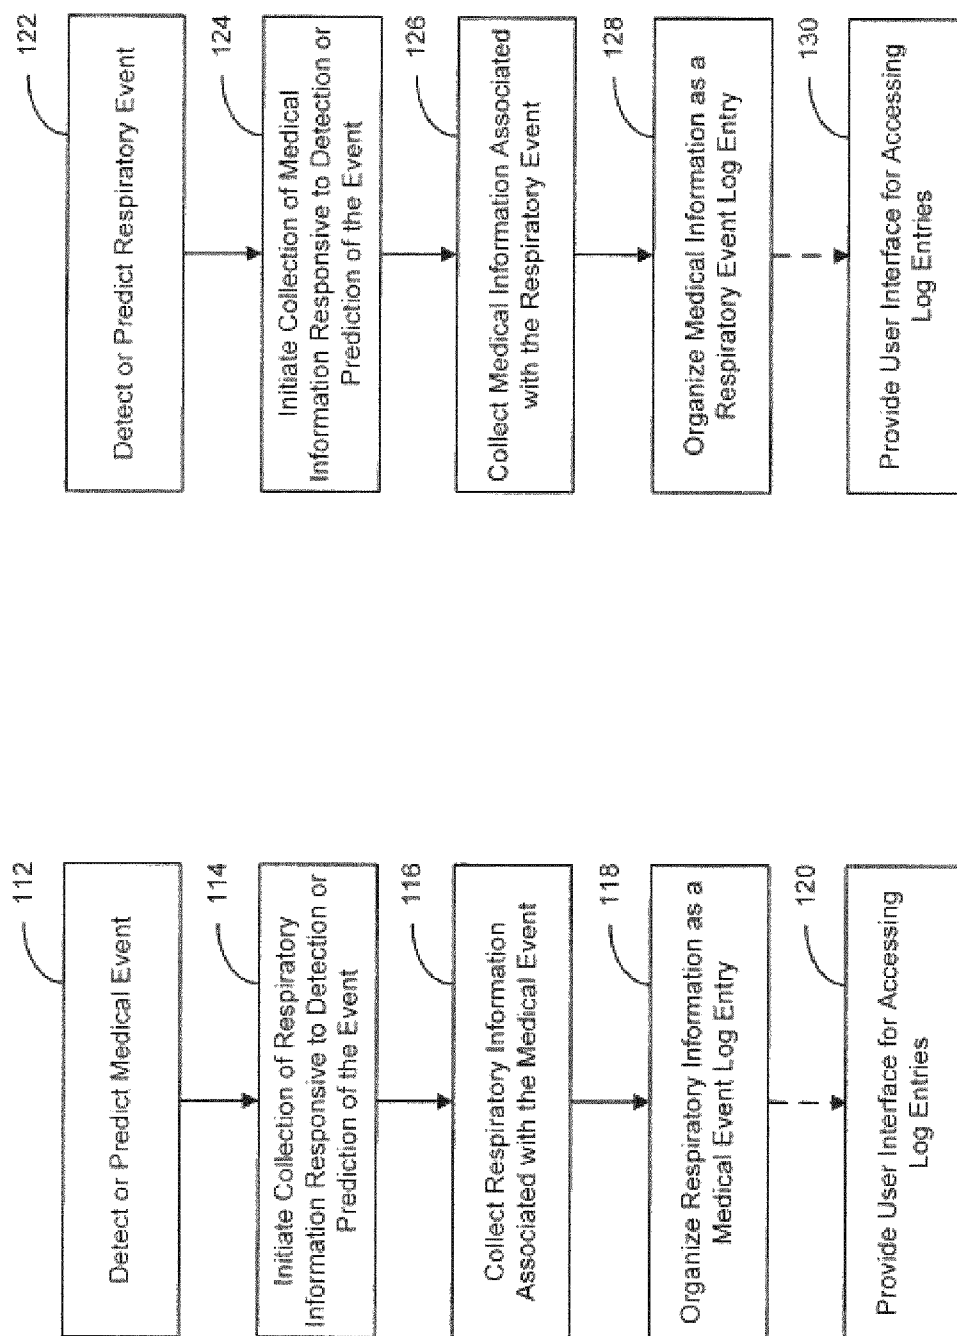 112
Detect or Predict Medical Event
114
Initiate Collection of Respiratory
Information Responsive to Detection or
Prediction of the Event
116
Collect Respiratory Information
Associated with the Medical Event
118
Organize Respiratory Information as a
Medical Event Log Entry
120
Provide User Interface for Accessing
Log Entries
122
Detect or Predict Respiratory Event
124
Initiate Collection of Medical
Information Responsive to Detection or
Prediction of the Event
126
Collect Medical Information Associated
with the Respiratory Event
128
Organize Medical Information as a
Respiratory Event Log Entry
130
Provide User Interface for Accessing
Log Entries